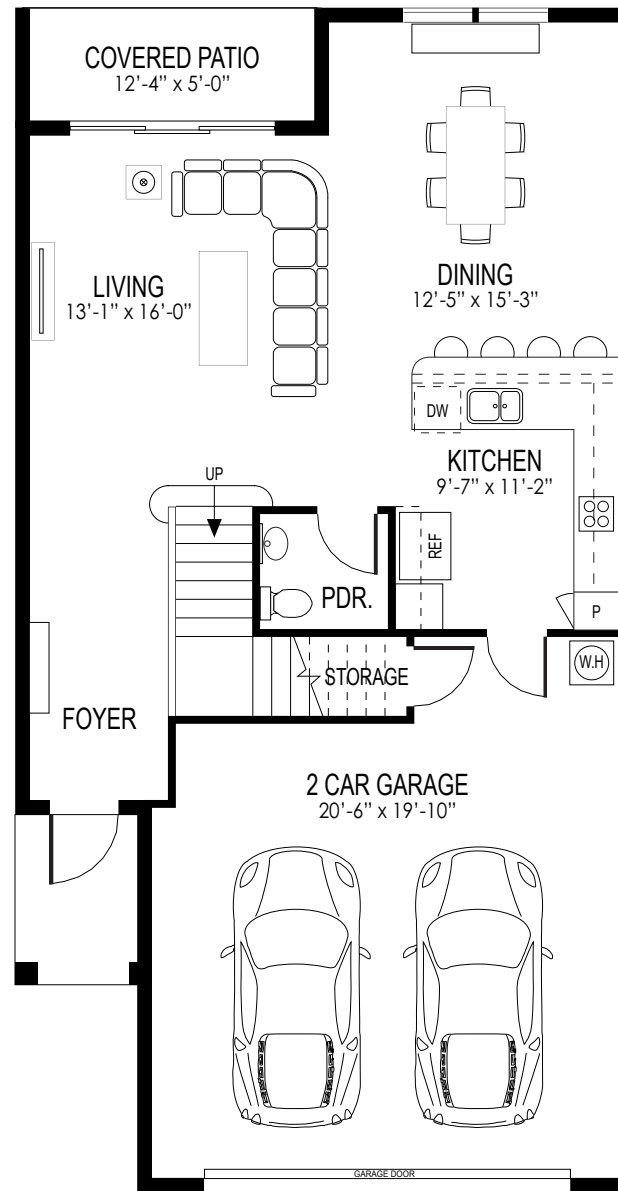 COVERED PATIO
12’-4” x 5’-0”
LIVING
13’-1” x 16’-0”
DINING
12’-5” x 15’-3”
DW
KITCHEN
9’-7” x 11’-2”
UP
REF
PDR.
P
W.H
STORAGE
FOYER
2 CAR GARAGE
20’-6” x 19’-10”
GARAGE DOOR